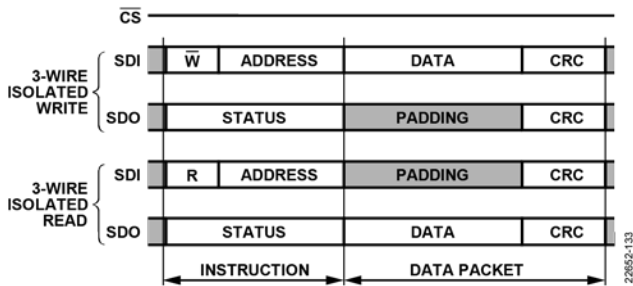 C̅S̅
SDI W̅ ADDRESS DATA CRC
3-WIRE
ISOLATED
WRITE
SDO STATUS PADDING CRC
SDI R ADDRESS PADDING CRC
3-WIRE
ISOLATED
READ
SDO STATUS DATA CRC
INSTRUCTION DATA PACKET
22652-133